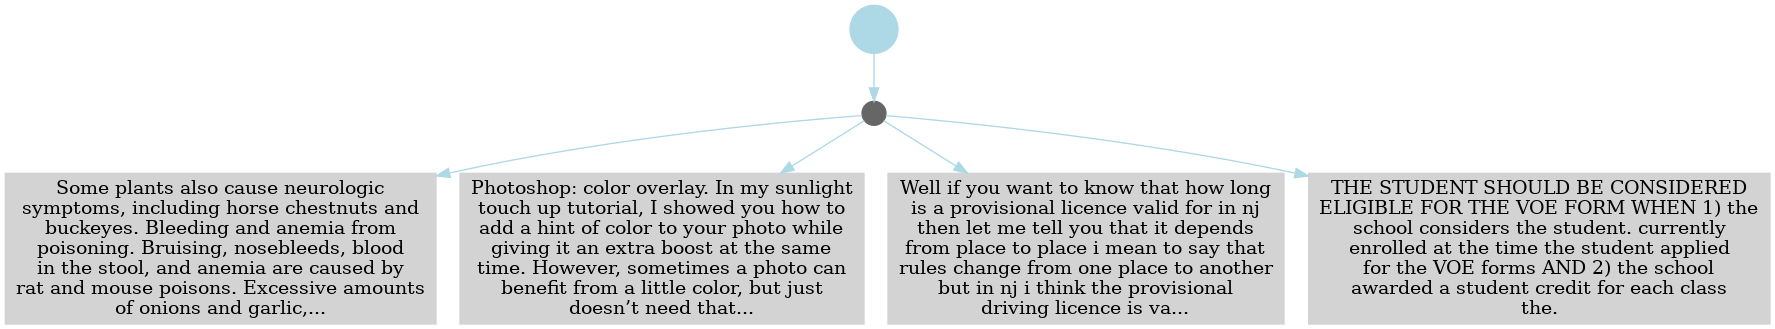 Some plants also cause neurologic
symptoms, including horse chestnuts and
buckeyes. Bleeding and anemia from
poisoning. Bruising, nosebleeds, blood
in the stool, and anemia are caused by
rat and mouse poisons. Excessive amounts
of onions and garlic,...
Photoshop: color overlay. In my sunlight
touch up tutorial, I showed you how to
add a hint of color to your photo while
giving it an extra boost at the same
time. However, sometimes a photo can
benefit from a little color, but just
doesn’t need that...
Well if you want to know that how long
is a provisional licence valid for in nj
then let me tell you that it depends
from place to place i mean to say that
rules change from one place to another
but in nj i think the provisional
driving licence is va...
THE STUDENT SHOULD BE CONSIDERED
ELIGIBLE FOR THE VOE FORM WHEN 1) the
school considers the student. currently
enrolled at the time the student applied
for the VOE forms AND 2) the school
awarded a student credit for each class
the.